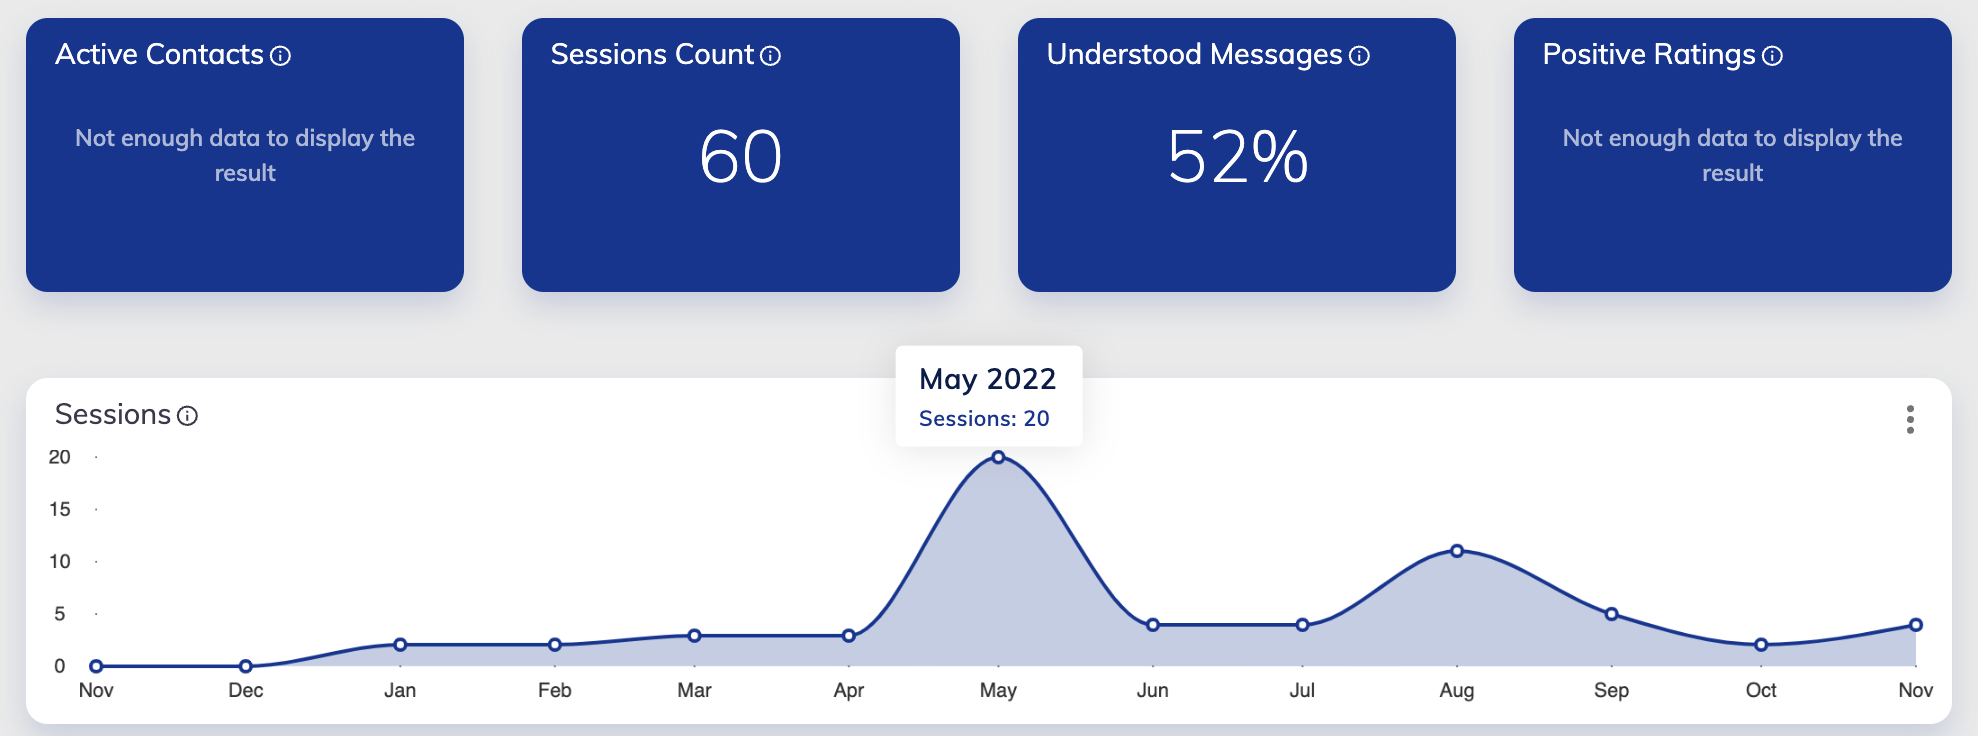 Active Contacts
Not enough data to display the
result
Sessions Count
60
Understood Messages
52%
Positive Ratings
Not enough data to display the
result
May 2022
Sessions: 20
Sessions
20
15
10
5
0
Nov Dec Jan Feb Mar Apr May Jun Jul Aug Sep Oct Nov